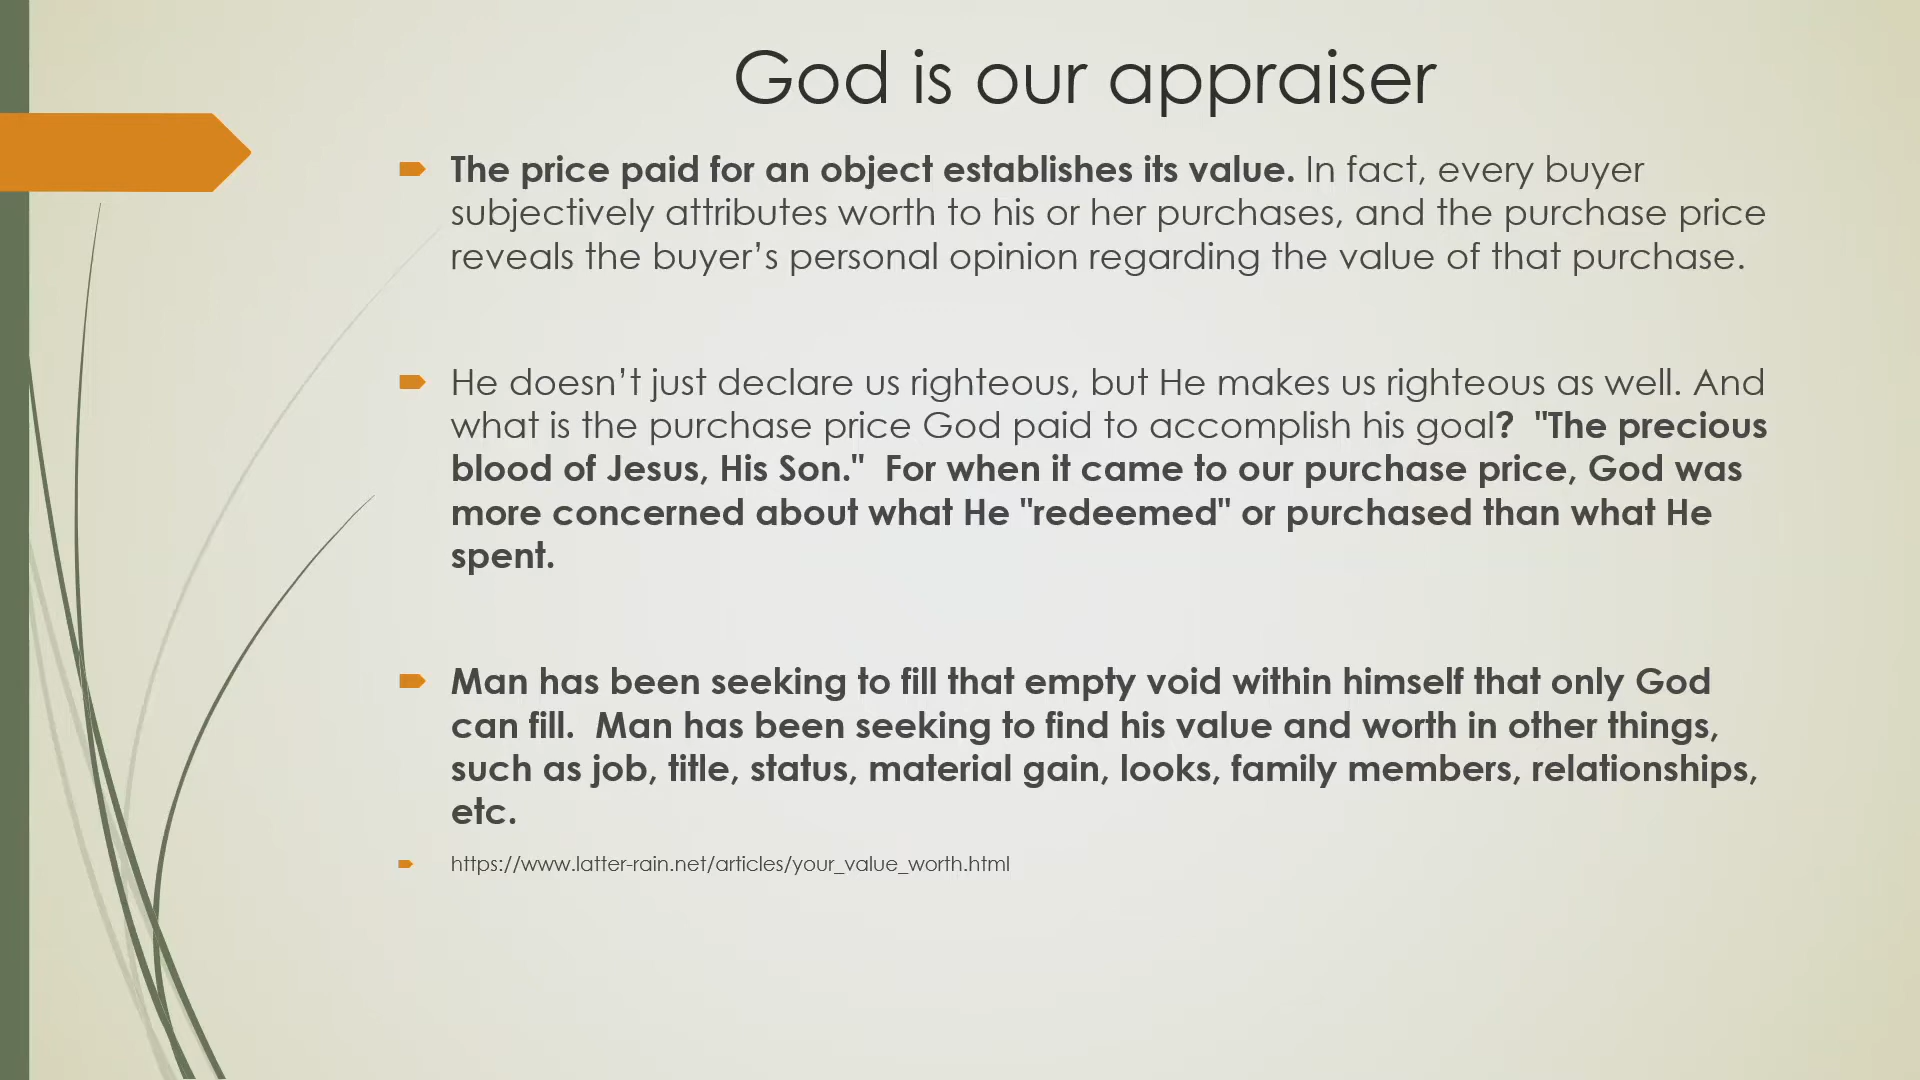 God is our appraiser
The price paid for an object establishes its value. In fact, every buyer
subjectively attributes worth to his or her purchases, and the purchase price
reveals the buyer’s personal opinion regarding the value of that purchase.
He doesn’t just declare us righteous, but He makes us righteous as well. And
what is the purchase price God paid to accomplish his goal?  "The precious
blood of Jesus, His Son."  For when it came to our purchase price, God was
more concerned about what He "redeemed" or purchased than what He
spent.
Man has been seeking to fill that empty void within himself that only God
can fill.  Man has been seeking to find his value and worth in other things,
such as job, title, status, material gain, looks, family members, relationships,
etc.
https://www.latter-rain.net/articles/your_value_worth.html